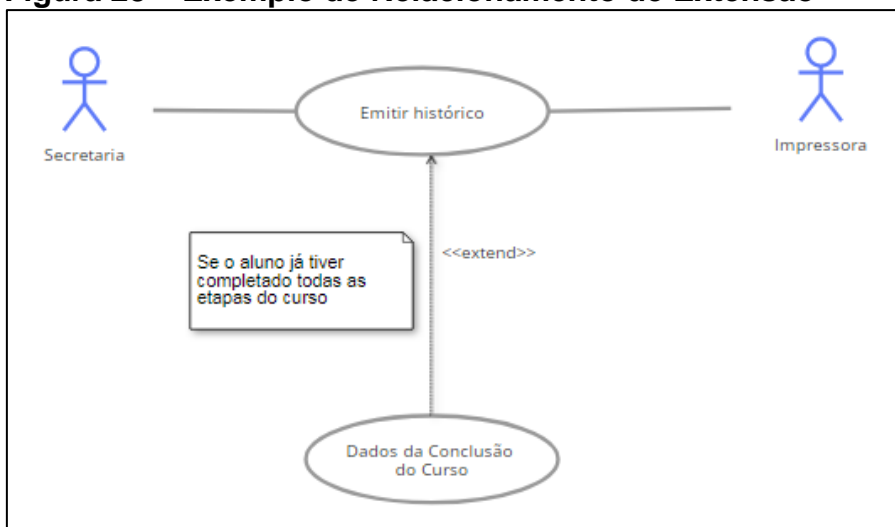 Emitir histórico
Secretaria
Impressora
<<extend>>
Se o aluno já tiver
completado todas as
etapas do curso
Dados da Conclusão
do Curso